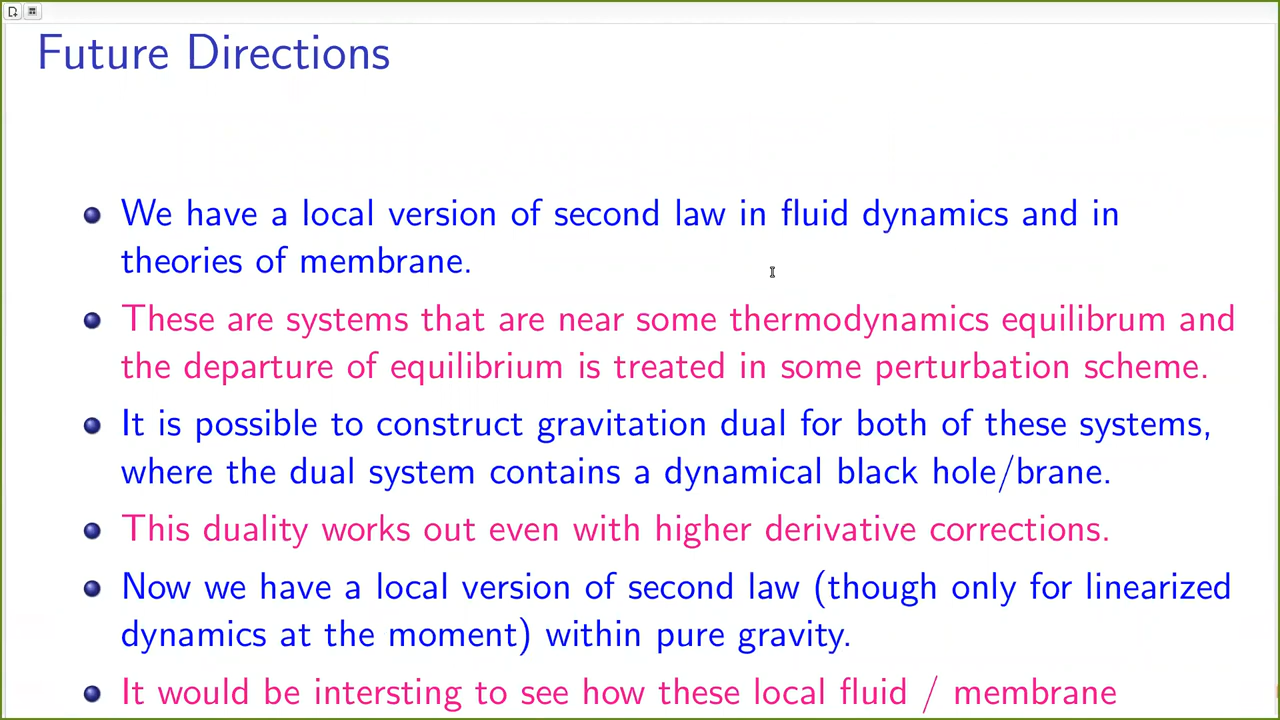 Future Directions
We have a local version of second law in fluid dynamics and in
theories of membrane.
These are systems that are near some thermodynamics equilibrum and
the departure of equilibrium is treated in some perturbation scheme.
It is possible to construct gravitation dual for both of these systems,
where the dual system contains a dynamical black hole/brane.
This duality works out even with higher derivative corrections.
Now we have a local version of second law (though only for linearized
dynamics at the moment) within pure gravity.
It would be intersting to see how these local fluid / membrane